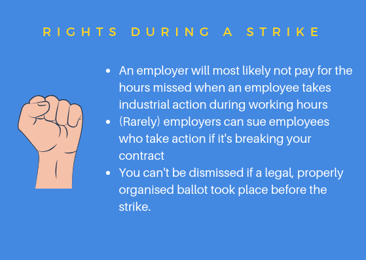 RIGHTS DURING A STRIKE
• An employer will most likely not pay for the
hours missed when an employee takes
industrial action during working hours
• (Rarely) employers can sue employees
who take action if it's breaking your
contract
• You can't be dismissed if a legal, properly
organised ballot took place before the
strike.